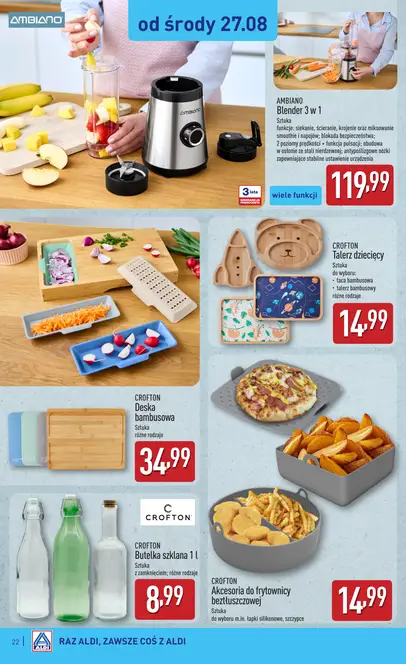 AMBIANO
od środy 27.08
AMBIANO
AMBIANO
Blender 3 w 1
Sztuka
funkcje: siekanie, ścieranie, krojenie oraz miksowanie
smoothie i napojów; blokada bezpieczeństwa;
2 poziomy prędkości + funkcja pulsacji; obudowa
w osłonie ze stali nierdzewnej; antypoślizgowe nóżki
zapewniające stabilne ustawienie urządzenia
3 lata
wiele funkcji
119,99
CROFTON
Talerz dziecięcy
Sztuka
do wyboru:
- taca bambusowa
- talerz bambusowy
różne rodzaje
14,99
CROFTON
Deska
bambusowa
Sztuka
różne rodzaje
34,99
CROFTON
CROFTON
Butelka szklana 1 l
Sztuka
z zamknięciem; różne rodzaje
8,99
CROFTON
Akcesoria do frytownicy
beztłuszczowej
Sztuka
do wyboru m.in. łapki silikonowe, szczypce
14,99
22
ALDI
RAZ ALDI, ZAWSZE COŚ Z ALDI